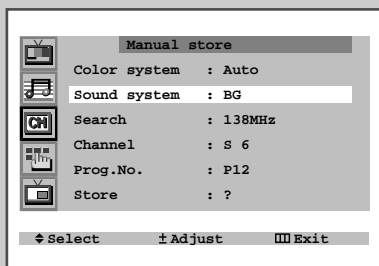 Manual store
Color system : Auto
Sound system : BG
CH
Search : 138MHz
Channel : S 6
Prog.No. : P12
Store : ?
Select ± Adjust Exit